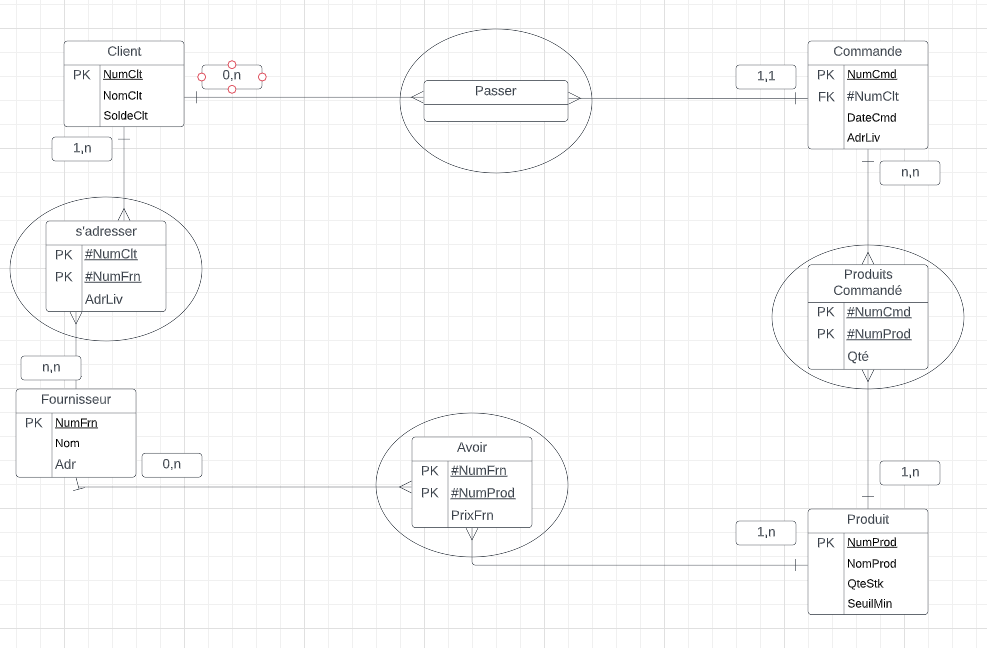 Client
PK NumClt
NomClt
SoldeClt
0,n
Passer
1,1
Commande
PK NumCmd
FK #NumClt
DateCmd
AdrLiv
1,n
n,n
s'adresser
PK #NumClt
PK #NumFrn
AdrLiv
Produits
Commandé
PK #NumCmd
PK #NumProd
Qté
n,n
Fournisseur
PK NumFrn
Nom
Adr
0,n
Avoir
PK #NumFrn
PK #NumProd
PrixFrn
1,n
1,n
Produit
PK NumProd
NomProd
QteStk
SeuilMin